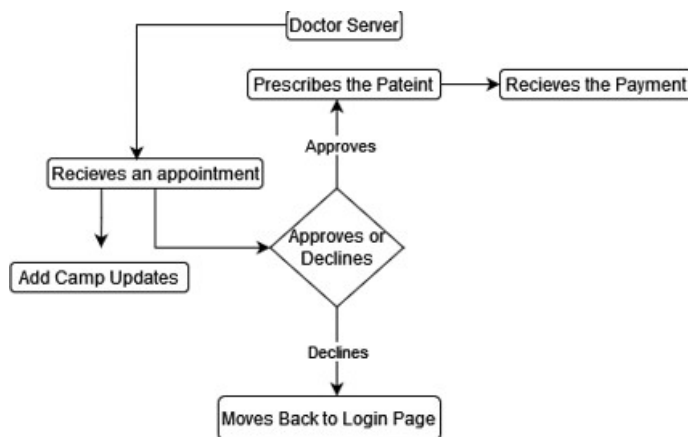 Doctor Server
Prescribes the Pateint
Recieves the Payment
Approves
Recieves an appointment
Approves or
Declines
Add Camp Updates
Declines
Moves Back to Login Page